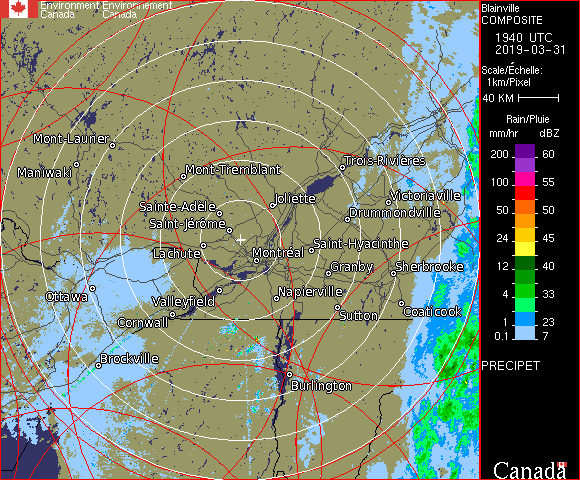 Environment Environnement
Canada Canada
Blainville
COMPOSITE
1940 UTC
2019-03-31
Scale/Échelle:
1km/Pixel
40 KM
Rain/Pluie
mm/hr dBZ
200 60
100 55
50 50
24 45
12 40
4 33
1 23
0.1 7
PRECIPET
Canada
Mont-Laurier
Maniwaki
Mont-Tremblant
Trois-Rivières
Sainte-Adele
Joliette
Victoriaville
Saint-Jérôme
Drummondville
Lachute
Montréal
Saint-Hyacinthe
Granby
Sherbrooke
Ottawa
Valleyfield
Napierville
Cornwall
Sutton
Coaticook
Brockville
Burlington